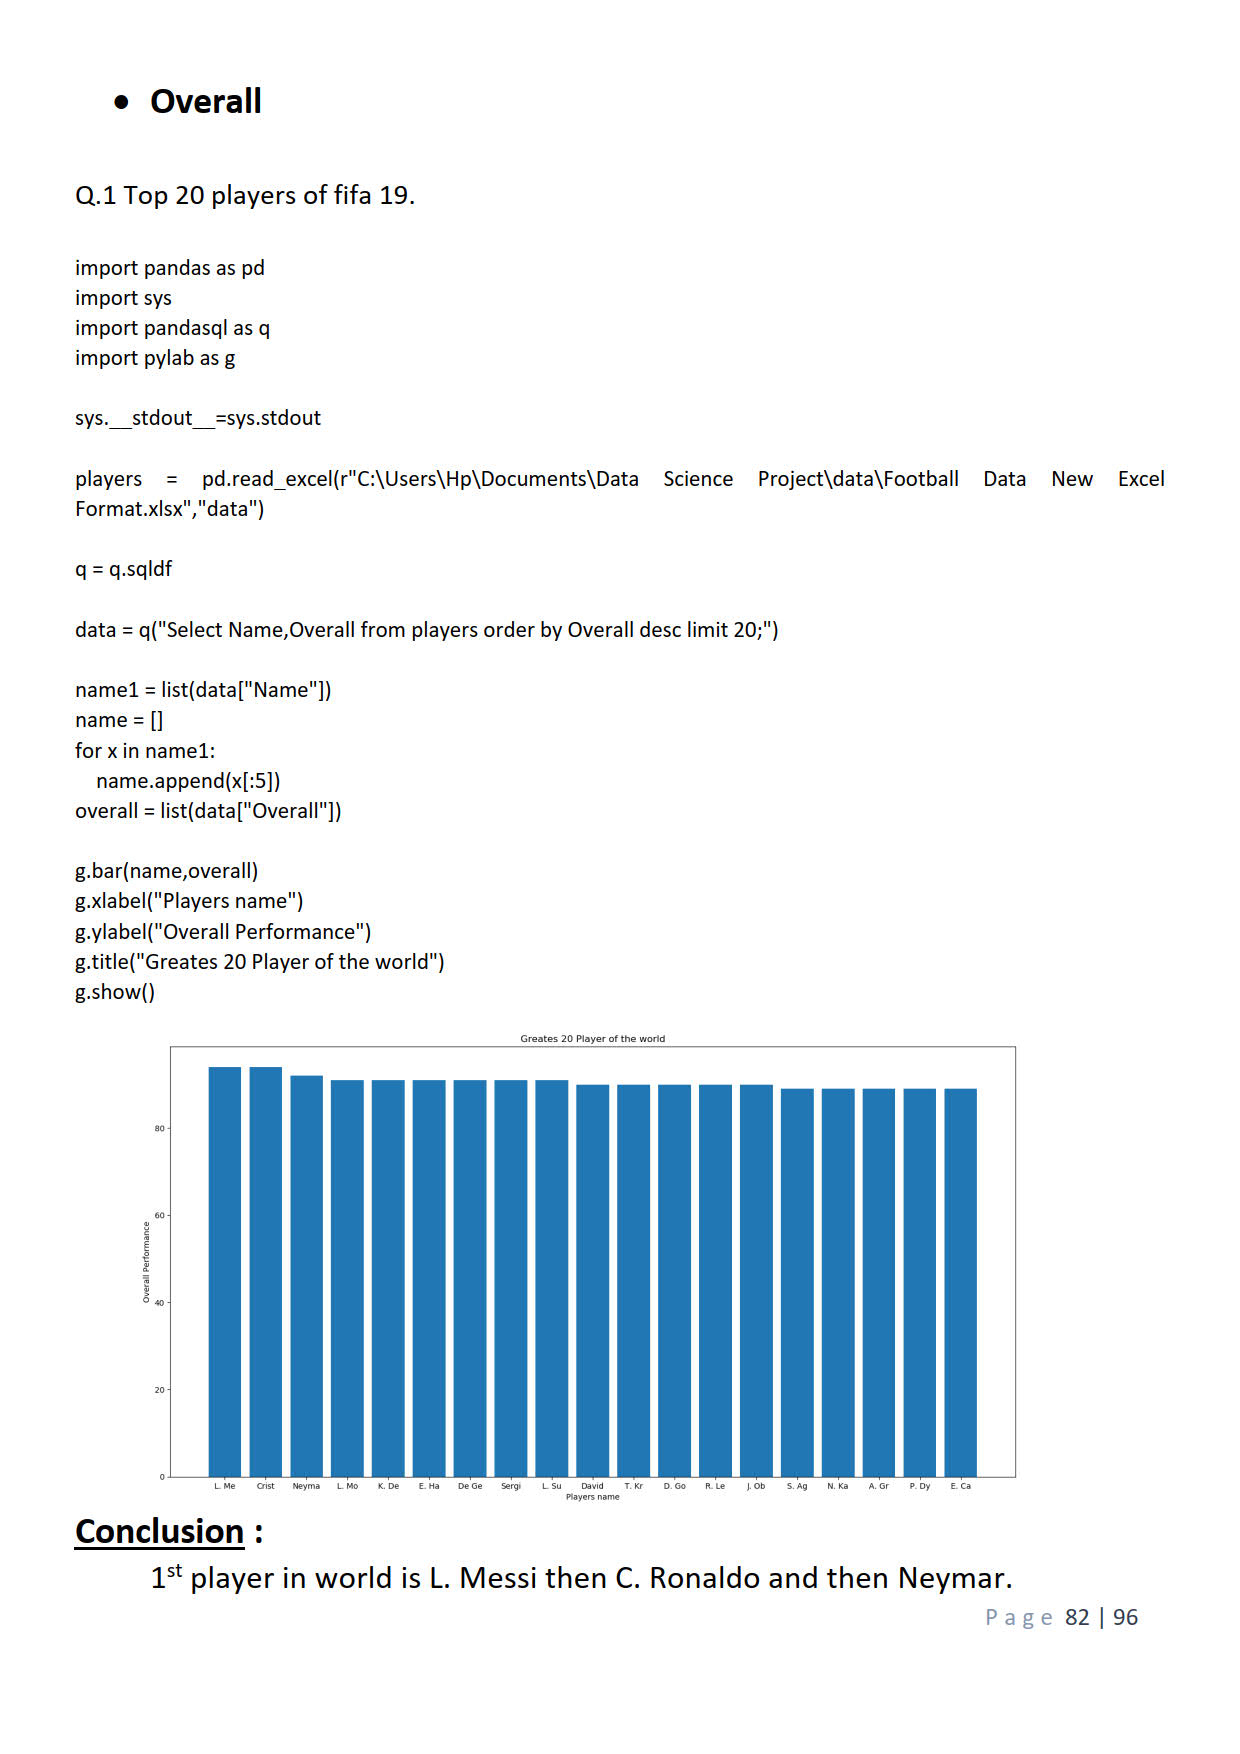 • Overall
Q.1 Top 20 players of fifa 19.
import pandas as pd
import sys
import pandasql as q
import pylab as g
sys.__stdout__=sys.stdout
players = pd.read_excel(r"C:\Users\Hp\Documents\Data Science Project\data\Football Data New Excel
Format.xlsx","data")
q = q.sqldf
data = q("Select Name,Overall from players order by Overall desc limit 20;")
name1 = list(data["Name"])
name = []
for x in name1:
    name.append(x[:5])
overall = list(data["Overall"])
g.bar(name,overall)
g.xlabel("Players name")
g.ylabel("Overall Performance")
g.title("Greates 20 Player of the world")
g.show()
Greates 20 Player of the world
80
60
Overall Performance
40
20
0
L. Me Crist Neyma L. Mo K. De E. Ha De Ge Sergi L. Su David T. Kr D. Go R. Le J. Ob S. Ag N. Ka A. Gr P. Dy E. Ca
Players name
Conclusion :
1st player in world is L. Messi then C. Ronaldo and then Neymar.
Page 82 | 96